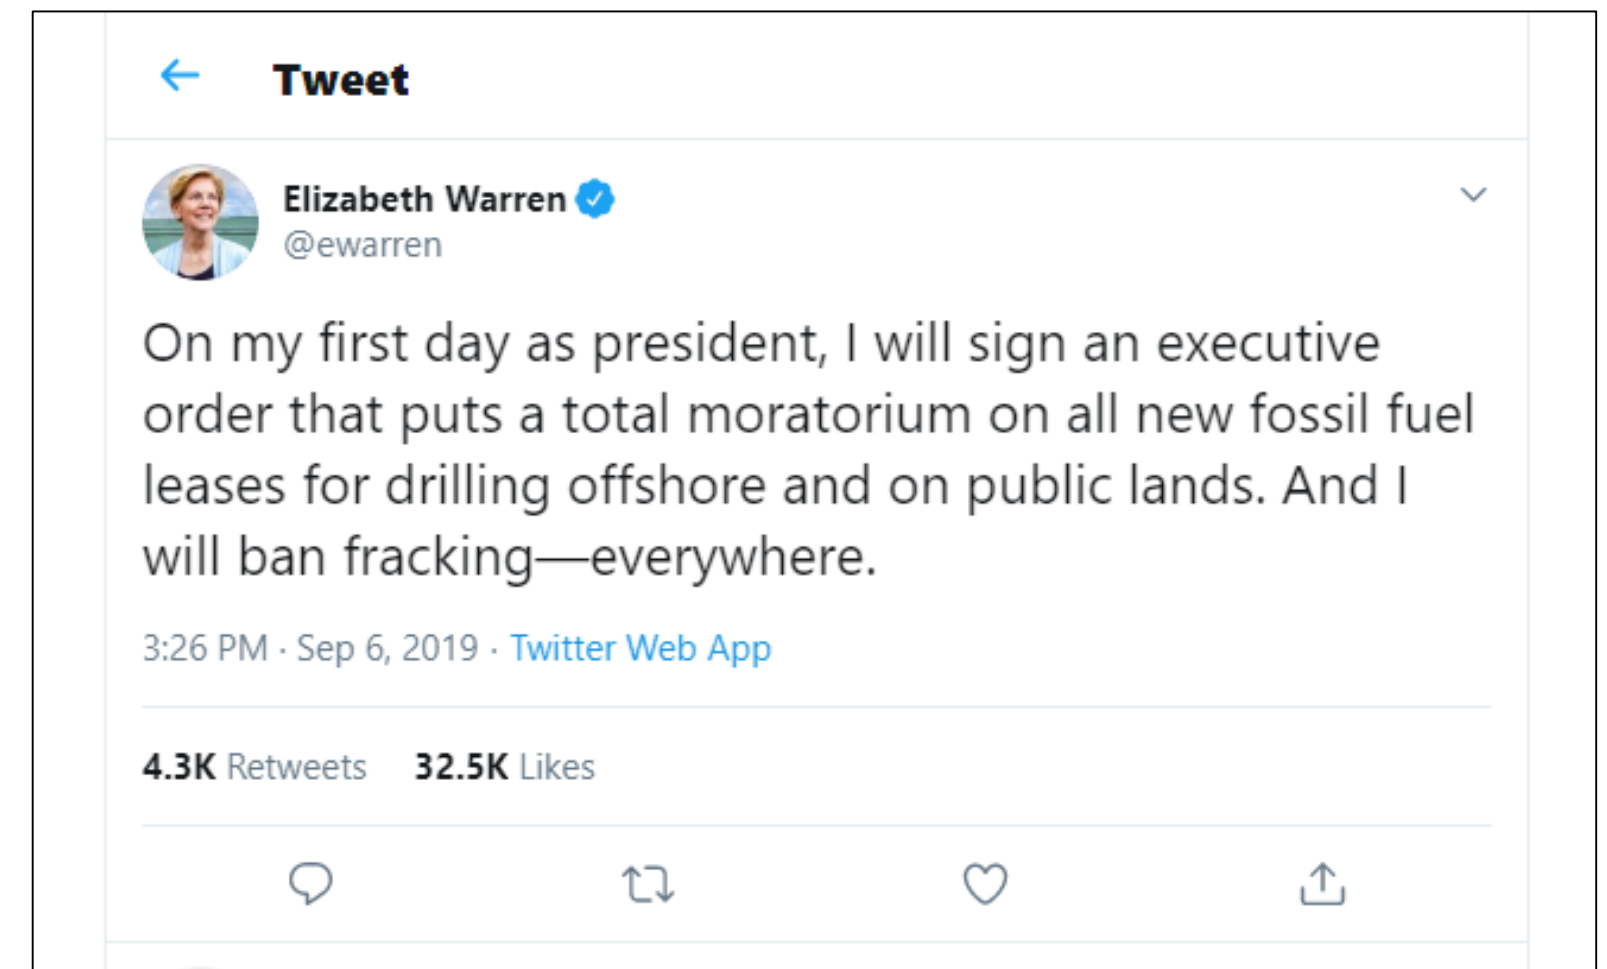 Tweet
Elizabeth Warren
@ewarren
On my first day as president, I will sign an executive
order that puts a total moratorium on all new fossil fuel
leases for drilling offshore and on public lands. And I
will ban fracking—everywhere.
3:26 PM · Sep 6, 2019 · Twitter Web App
4.3K Retweets 32.5K Likes